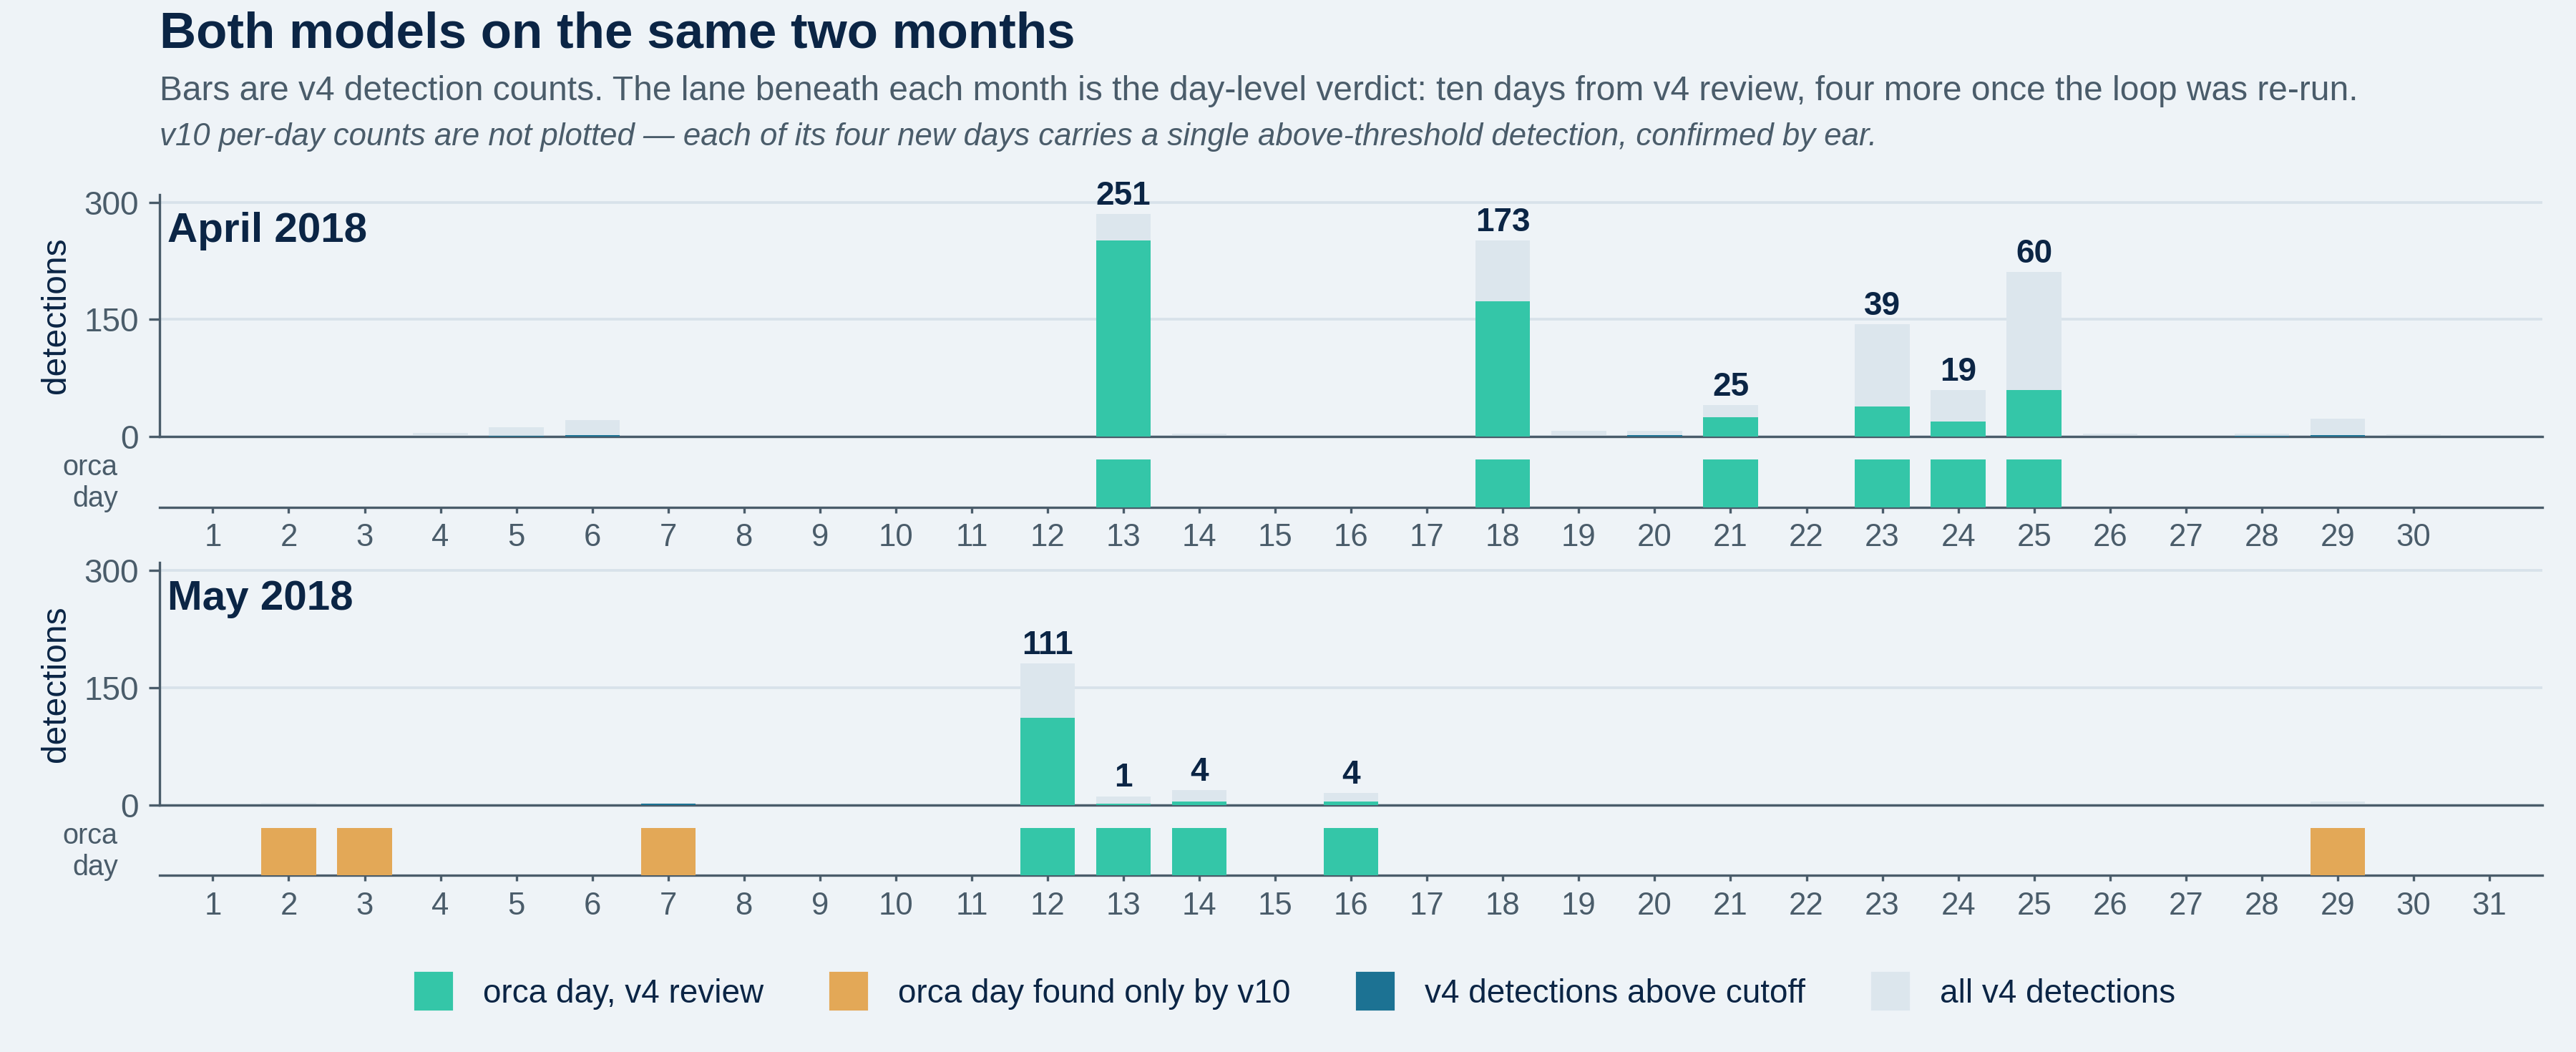 Both models on the same two months
Bars are v4 detection counts. The lane beneath each month is the day-level verdict: ten days from v4 review, four more once the loop was re-run.
v10 per-day counts are not plotted — each of its four new days carries a single above-threshold detection, confirmed by ear.
April 2018
detections
300
150
0
251
173
25
39
19
60
orca
day
1 2 3 4 5 6 7 8 9 10 11 12 13 14 15 16 17 18 19 20 21 22 23 24 25 26 27 28 29 30
May 2018
detections
300
150
0
111
1
4
4
orca
day
1 2 3 4 5 6 7 8 9 10 11 12 13 14 15 16 17 18 19 20 21 22 23 24 25 26 27 28 29 30 31
orca day, v4 review
orca day found only by v10
v4 detections above cutoff
all v4 detections